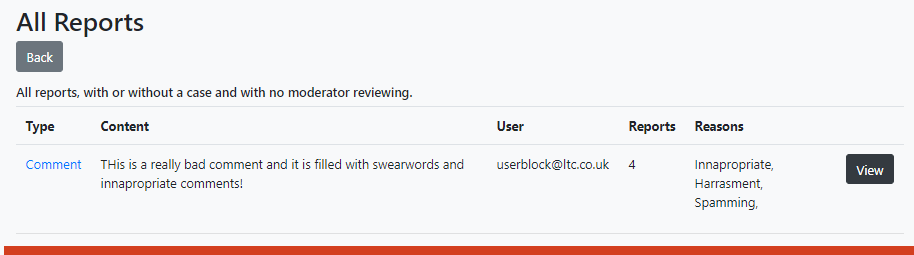 All Reports
Back
All reports, with or without a case and with no moderator reviewing.
Type Content User Reports Reasons
Comment THis is a really bad comment and it is filled with swearwords and userblock@ltc.co.uk 4 Innapropriate,
innapropriate comments! Harrasment,
Spamming,
View